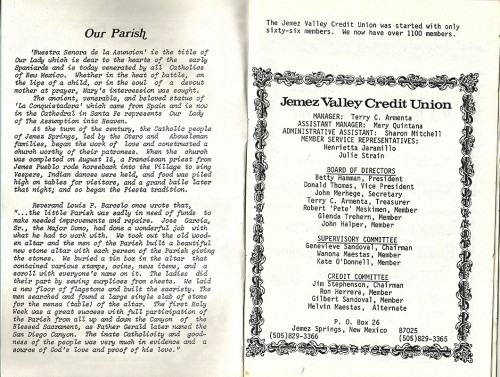 Our Parish
'Nuestra Senora de la Asuncion' is the title of
Our Lady which is dear to the hearts of the early
Spaniards and is today venerated by all Catholics
of New Mexico. Whether in the heat of battle, on
the lips of a child, or in the soul of a devout
mother at prayer, Mary's intercession was sought.
The ancient, venerable, and beloved statue of
'La Conquistadora' which came from Spain and is now
in the Cathedral in Santa Fe represents Our Lady
of The Assumption into Heaven.
At the turn of the century, the Catholic people
of Jemez Springs, led by the Otero and Abousleman
families, began the work of love and constructed a
church worthy of their patroness. When the church
was completed on August 15, a Franciscan priest from
Jemez Pueblo rode horseback into the Village to sing
Vespers, Indian dances were held, and food was piled
high on tables for visitors, and a grand baile later
that night; and so began the Fiesta tradition.
Reverend Louis F. Barcelo once wrote that,
"...the little Parish was sadly in need of funds to
make needed improvements and repairs. Jose Garcia,
Sr., the Major Domo, had done a wonderful job with
what he had to work with. We took out the old wood-
en altar and the men of the Parish built a beautiful
new stone altar with each person of the Parish giving
the stones. We buried a tin box in the altar that
contained various stamps, coins, news items, and a
scroll with everyone's name on it. The ladies did
their part by sewing surplices from sheets. We laid
a new floor of flagstone and built the sacristy. The
men searched and found a large single slab of stone
for the mensa (table) of the altar. The first Holy
Week was a great success with full participation of
the Parish from all up and down the Canyon of the
Blessed Sacrament, as Father Gerald later named the
San Diego Canyon. The inate Catholicity and good-
ness of the people was very much in evidence and a
source of God's love and proof of his love."
The Jemez Valley Credit Union was started with only
sixty-six members. We now have over 1100 members.
Jemez Valley Credit Union
MANAGER: Terry C. Armenta
ASSISTANT MANAGER: Mary Quintana
ADMINISTRATIVE ASSISTANT: Sharon Mitchell
MEMBER SERVICE REPRESENTATIVES:
Henrietta Jaramillo
Julie Strain
BOARD OF DIRECTORS
Betty Hamman, President
Donald Thomas, Vice President
John Merhege, Secretary
Terry C. Armenta, Treasurer
Robert 'Pete' Meskimen, Member
Glenda Trehern, Member
John Halper, Member
SUPERVISORY COMMITTEE
Genevieve Sandoval, Chairman
Wanona Maestas, Member
Kate O'Donnell, Member
CREDIT COMMITTEE
Jim Stephenson, Chairman
Ron Herrera, Member
Gilbert Sandoval, Member
Melvin Maestas, Alternate
P. O. Box 26
Jemez Springs, New Mexico 87025
(505)829-3366 (505)829-3365